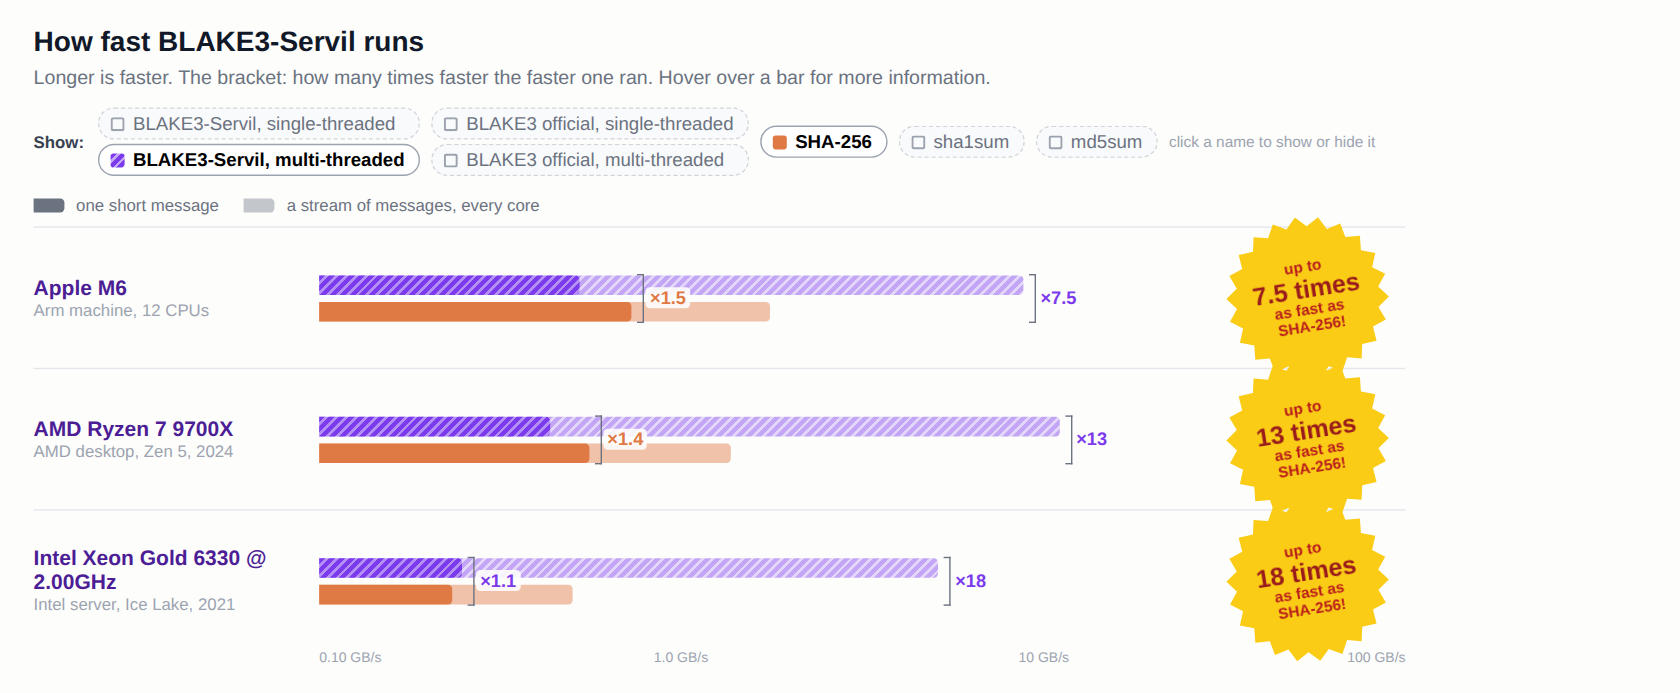 How fast BLAKE3-Servil runs
Longer is faster. The bracket: how many times faster the faster one ran. Hover over a bar for more information.
Show:
BLAKE3-Servil, single-threaded
BLAKE3-Servil, multi-threaded
BLAKE3 official, single-threaded
BLAKE3 official, multi-threaded
SHA-256
sha1sum
md5sum
click a name to show or hide it
one short message
a stream of messages, every core
Apple M6
Arm machine, 12 CPUs
×1.5
×7.5
up to
7.5 times
as fast as
SHA-256!
AMD Ryzen 7 9700X
AMD desktop, Zen 5, 2024
×1.4
×13
up to
13 times
as fast as
SHA-256!
Intel Xeon Gold 6330 @
2.00GHz
Intel server, Ice Lake, 2021
×1.1
×18
up to
18 times
as fast as
SHA-256!
0.10 GB/s
1.0 GB/s
10 GB/s
100 GB/s